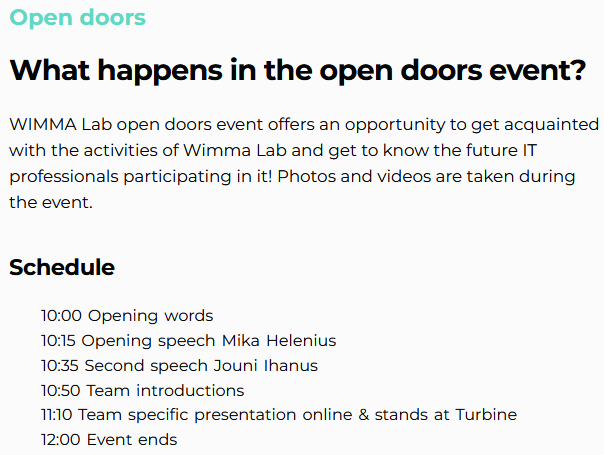 Open doors
What happens in the open doors event?
WIMMA Lab open doors event offers an opportunity to get acquainted
with the activities of Wimma Lab and get to know the future IT
professionals participating in it! Photos and videos are taken during
the event.
Schedule
10:00 Opening words
10:15 Opening speech Mika Helenius
10:35 Second speech Jouni Ihanus
10:50 Team introductions
11:10 Team specific presentation online & stands at Turbine
12:00 Event ends